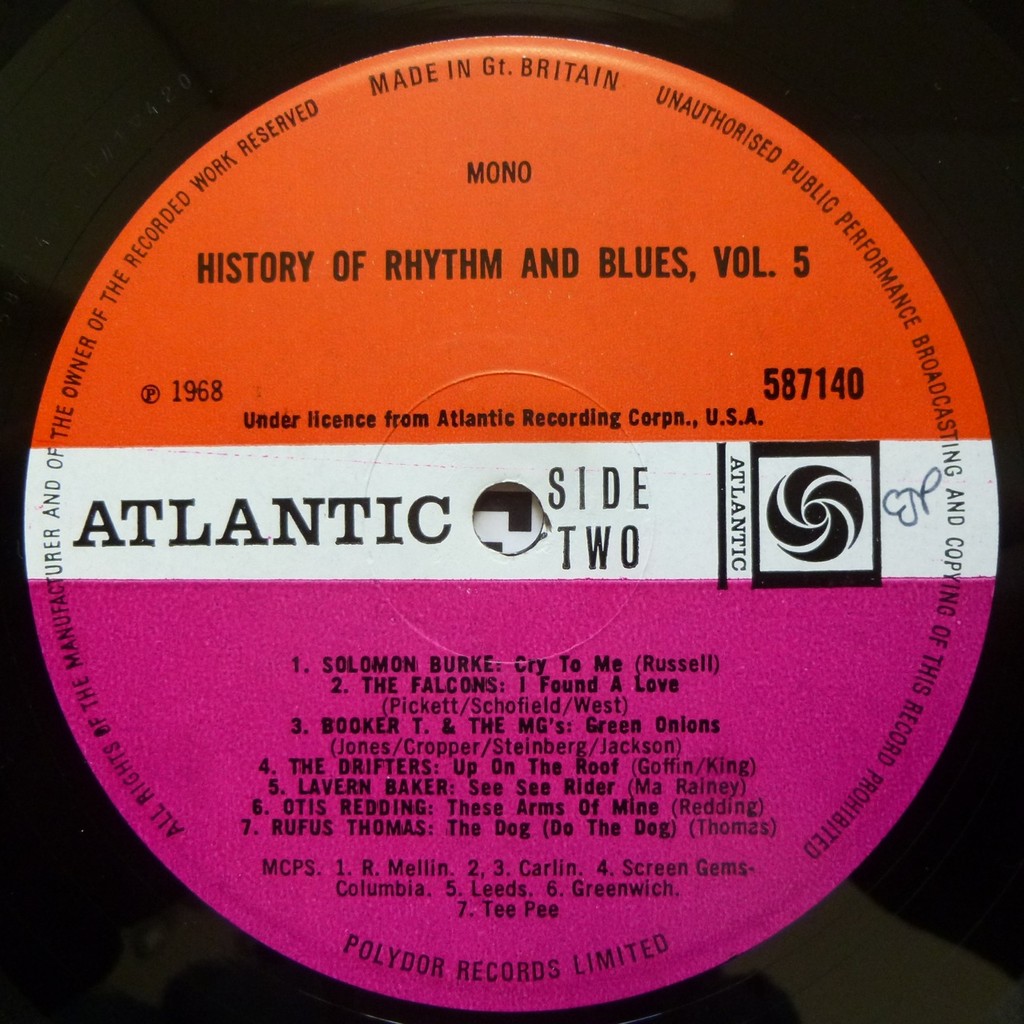 MADE IN Gt. BRITAIN
UNAUTHORISED PUBLIC PERFORMANCE BROADCASTING AND COPYING OF THIS RECORD PROHIBITED
ALL RIGHTS OF THE MANUFACTURER AND OF THE OWNER OF THE RECORDED WORK RESERVED
MONO
HISTORY OF RHYTHM AND BLUES, VOL. 5
℗ 1968
587140
Under licence from Atlantic Recording Corpn., U.S.A.
ATLANTIC
SIDE
TWO
ATLANTIC
1. SOLOMON BURKE: Cry To Me (Russell)
2. THE FALCONS: I Found A Love
(Pickett/Schofield/West)
3. BOOKER T. & THE MG's: Green Onions
(Jones/Cropper/Steinberg/Jackson)
4. THE DRIFTERS: Up On The Roof (Goffin/King)
5. LAVERN BAKER: See See Rider (Ma Rainey)
6. OTIS REDDING: These Arms Of Mine (Redding)
7. RUFUS THOMAS: The Dog (Do The Dog) (Thomas)
MCPS. 1. R. Mellin. 2, 3. Carlin. 4. Screen Gems-
Columbia. 5. Leeds. 6. Greenwich.
7. Tee Pee
POLYDOR RECORDS LIMITED